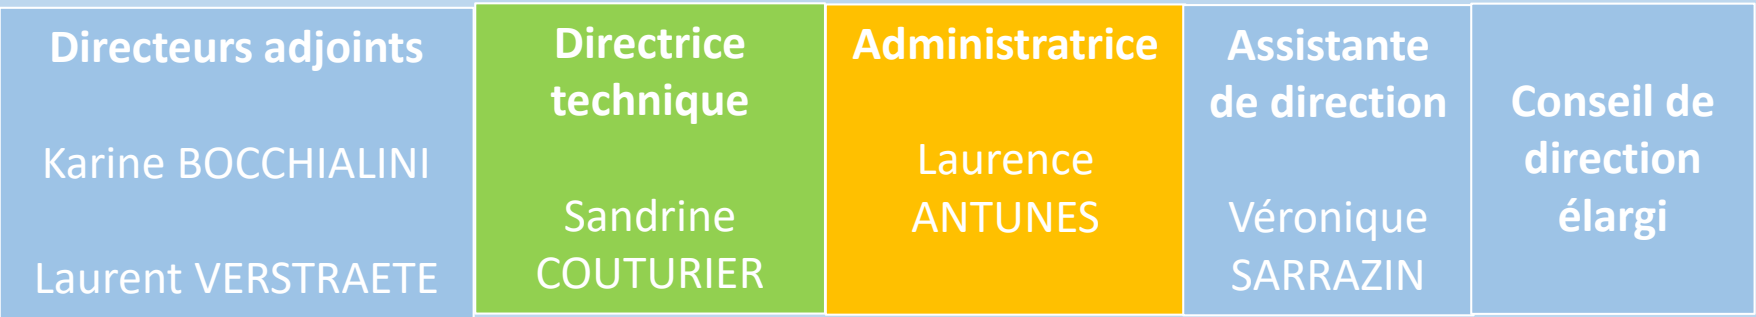 Directeurs adjoints
Karine BOCCHIALINI
Laurent VERSTRAETE
Directrice
technique
Sandrine
COUTURIER
Administratrice
Laurence
ANTUNES
Assistante
de direction
Véronique
SARRAZIN
Conseil de
direction
élargi